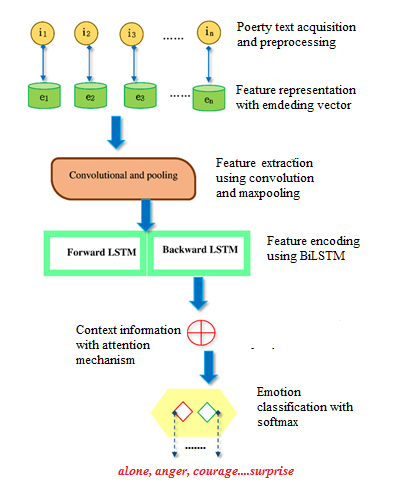 i1 i2 i3 ...... in
Poerty text acquisition
and preprocessing
e1 e2 e3 ...... en
Feature representation
with emdeding vector
Convolutional and pooling
Feature extraction
using convolution
and maxpooling
Forward LSTM
Backward LSTM
Feature encoding
using BiLSTM
Context information
with attention
mechanism
Emotion
classification with
softmax
.......
alone, anger, courage....surprise